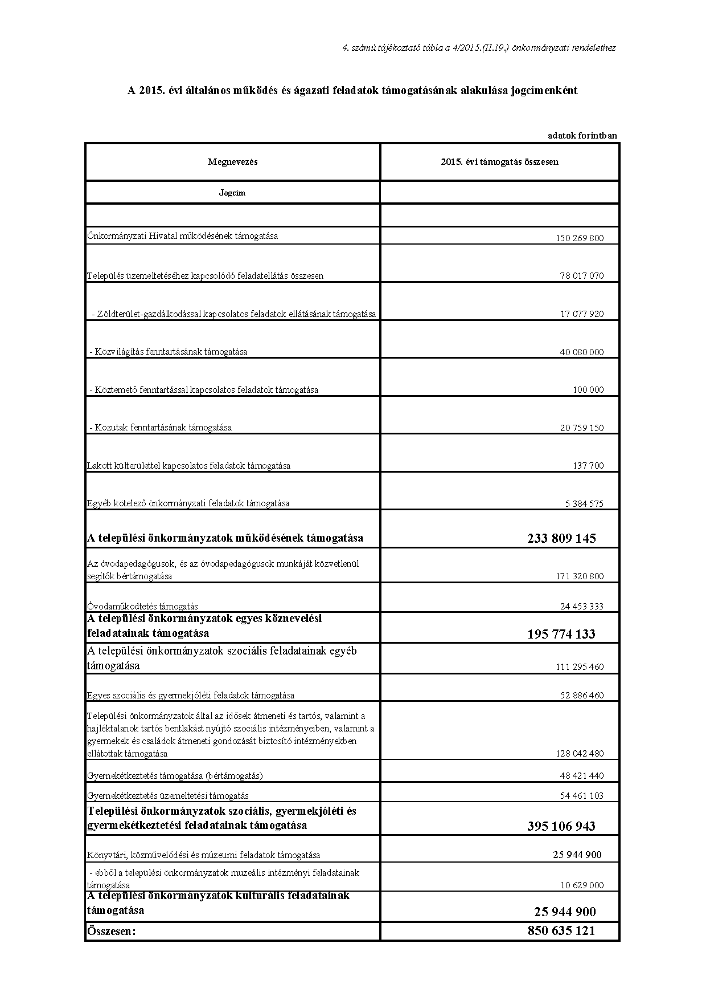 4. számú tájékoztató tábla a 4/2015.(II.19.) önkormányzati rendelethez
A 2015. évi általános működés és ágazati feladatok támogatásának alakulása jogcímenként
adatok forintban
Megnevezés 2015. évi támogatás összesen
Jogcím
Önkormányzati Hivatal működésének támogatása 150 269 800
Település üzemeltetéséhez kapcsolódó feladatellátás összesen 78 017 070
- Zöldterület-gazdálkodással kapcsolatos feladatok ellátásának támogatása 17 077 920
- Közvilágítás fenntartásának támogatása 40 080 000
- Köztemető fenntartással kapcsolatos feladatok támogatása 100 000
- Közutak fenntartásának támogatása 20 759 150
Lakott külterülettel kapcsolatos feladatok támogatása 137 700
Egyéb kötelező önkormányzati feladatok támogatása 5 384 575
A települési önkormányzatok működésének támogatása 233 809 145
Az óvodapedagógusok, és az óvodapedagógusok munkáját közvetlenül
segítők bértámogatása 171 320 800
Óvodaműködtetés támogatás 24 453 333
A települési önkormányzatok egyes köznevelési
feladatainak támogatása 195 774 133
A települési önkormányzatok szociális feladatainak egyéb
támogatása 111 295 460
Egyes szociális és gyermekjóléti feladatok támogatása 52 886 460
Települési önkormányzatok által az idősek átmeneti és tartós, valamint a
hajléktalanok tartós bentlakást nyújtó szociális intézményeiben, valamint a
gyermekek és családok átmeneti gondozását biztosító intézményekben
ellátottak támogatása 128 042 480
Gyernekétkeztetés támogatása (bértámogatás) 48 421 440
Gyernekétkeztetés üzemeltetési támogatás 54 461 103
Települési önkormányzatok szociális, gyermekjóléti és
gyermekétkeztetési feladatainak támogatása 395 106 943
Könyvtári, közművelődési és múzeumi feladatok támogatása 25 944 900
- ebből a települési önkormányzatok muzeális intézményi feladatainak
támogatása 10 629 000
A települési önkormányzatok kulturális feladatainak
támogatása 25 944 900
Összesen: 850 635 121